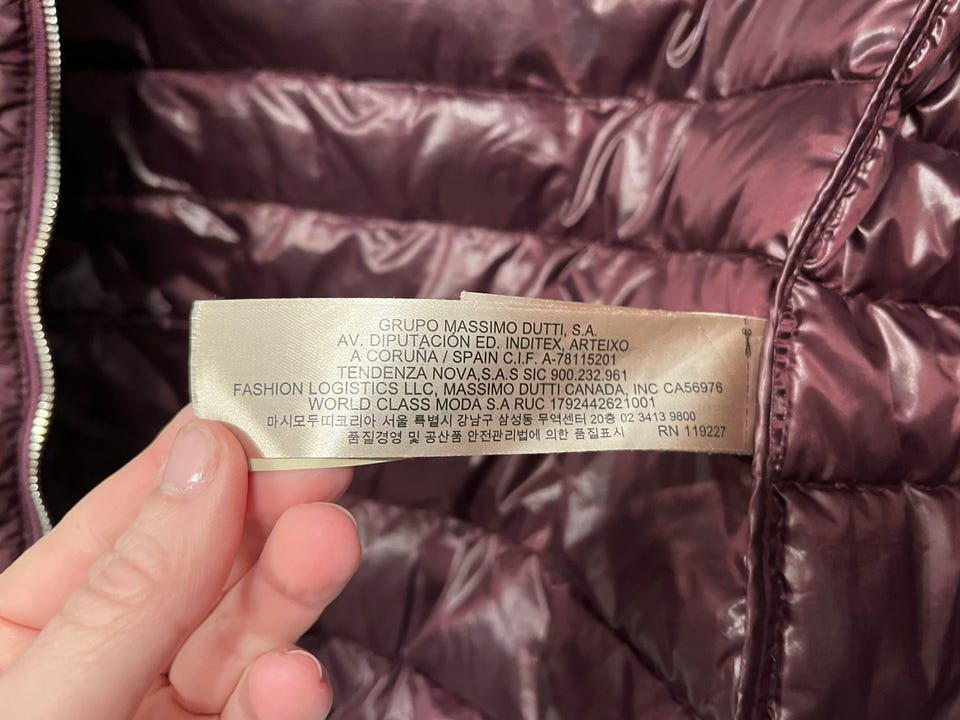 GRUPO MASSIMO DUTTI, S.A.
AV. DIPUTACIÓN ED. INDITEX, ARTEIXO
A CORUÑA / SPAIN C.I.F. A-78115201
TENDENZA NOVA,S.A.S SIC 900.232.961
FASHION LOGISTICS LLC, MASSIMO DUTTI CANADA, INC CA56976
WORLD CLASS MODA S.A RUC 1792442621001
마시모두띠코리아 서울 특별시 강남구 삼성동 무역센터 20층 02 3413 9800
품질경영 및 공산품 안전관리법에 의한 품질표시 RN 119227